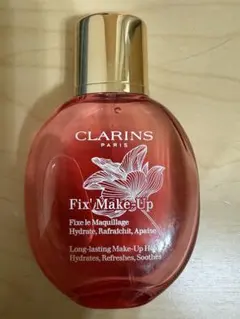 CLARINS
PARIS
Fix' Make-Up
Fixe le Maquillage
Hydrate, Rafraîchit, Apaise
Long-lasting Make-Up
Hydrates, Refreshes, Soothes